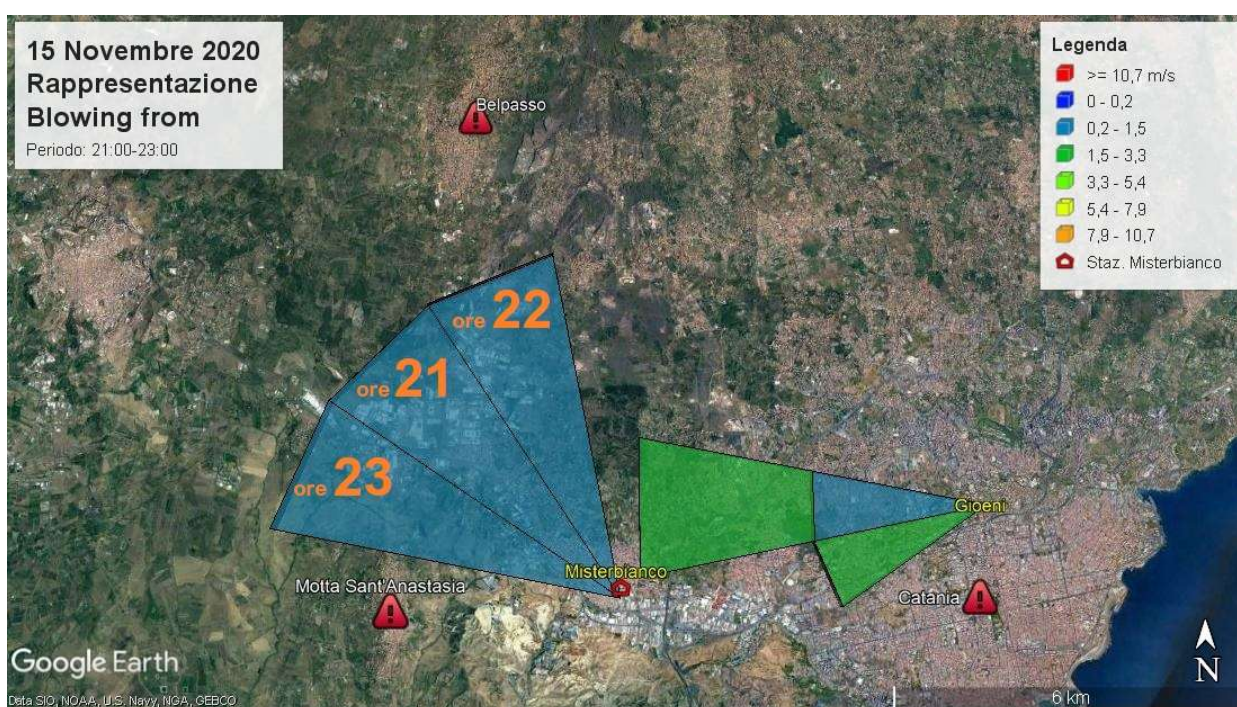 15 Novembre 2020
Rappresentazione
Blowing from
Periodo: 21:00-23:00
Legenda
>= 10,7 m/s
0 - 0,2
0,2 - 1,5
1,5 - 3,3
3,3 - 5,4
5,4 - 7,9
7,9 - 10,7
Staz. Misterbianco
Belpasso
ore 22
ore 21
ore 23
Gioeni
Misterbianco
Motta Sant'Anastasia
Catania
N
Google Earth
6 km
Data SIO, NOAA, U.S. Navy, NGA, GEBCO